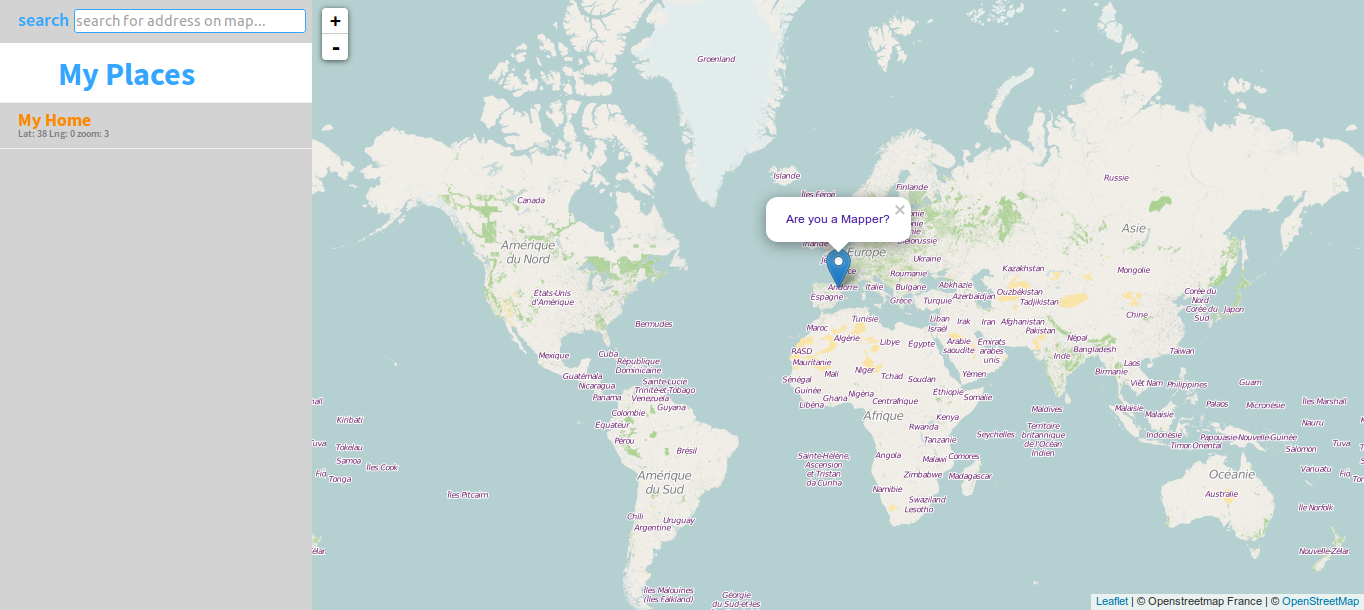 search search for address on map...
My Places
My Home
Lat: 38 Lng: 0 zoom: 3
+
-
Groenland
Islande
Îles Féroé
Finlande
Russie
Canada
Are you a Mapper? ×
Irlande
Biélorussie
Asie
Amérique
du Nord
Europe
Ukraine
Kazakhstan
Mongolie
Roumanie
Andorre
Italie
Bulgarie
Abkhazie
Ouzbékistan
Espagne
Grèce
Turquie
Azerbaïdjan
Tadjikistan
États-Unis
d'Amérique
Corée du
Nord
Corée du
Sud
Japon
Chine
Bermudes
Tunisie
Liban
Israël
Irak
Iran
Afghanistan
Pakistan
Maroc
Algérie
Libye
Égypte
Arabie
saoudite
Émirats
arabes
unis
Népal
Bangladesh
Inde
Taiwan
RASD
Mauritanie
Mexique
Cuba
République
Dominicaine
Laos
Birmanie
Mali
Niger
Tchad
Soudan
Yémen
Guatémala
Nicaragua
Sainte-Lucie
Trinité-et-Tobago
Sénégal
Guinée
Nigéria
Éthiopie
Somalie
Viêt Nam
Philippines
Guam
Panama
Venezuela
Guyana
Libéria
Ghana
Centrafrique
Colombie
Équateur
Afrique
Kenya
Maldives
Malaisie
Malaisie
Palaos
Micronésie
Îles Marshall
Kiribati
Nauru
Rwanda
Tanzanie
Seychelles
Territoire
britannique
de l'Océan
Indien
Indonésie
Papouasie-Nouvelle-Guinée
Timor Oriental
Salomon
Tuva
Tokelau
Samoa
Îles Cook
Tonga
Pérou
Brésil
Sainte-Hélène,
Ascension
et Tristan
da Cunha
Angola
Malawi
Comores
Zimbabwe
Madagascar
Vanuatu
Amérique
du Sud
Océanie
Australie
Îles Pitcairn
Namibie
Swaziland
Lesotho
Île Norfolk
Chili
Uruguay
Argentine
Nouvelle-Zélar
Îles Malouines
(Îles Falkland)
Géorgie
du Sud-et-les
Leaflet | © Openstreetmap France | © OpenStreetMap